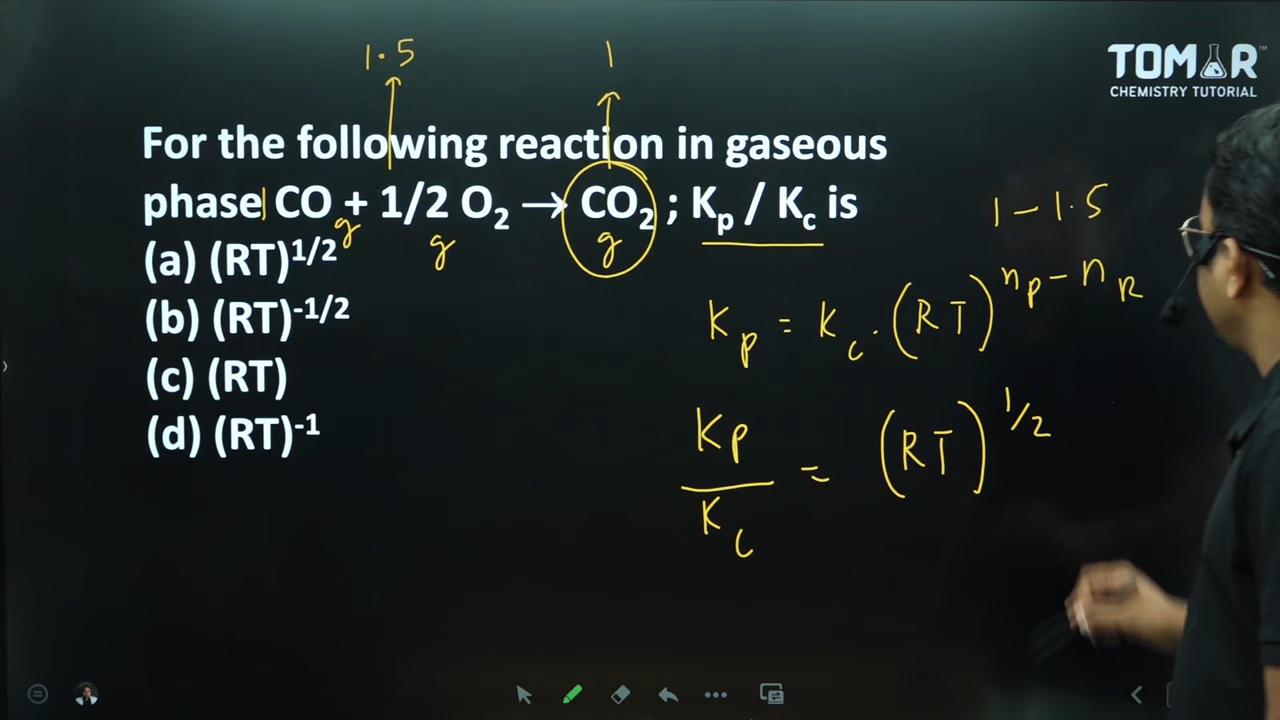 1.5 1
TOMAR™
CHEMISTRY TUTORIAL
For the following reaction in gaseous
phase 1 CO + 1/2 O₂ → CO₂ ; Kp / Kc is
g g g
1 - 1.5
(a) (RT)^1/2
(b) (RT)^-1/2
(c) (RT)
(d) (RT)^-1
Kp = Kc . (RT)^nP - nR
Kp/Kc = (RT)^1/2